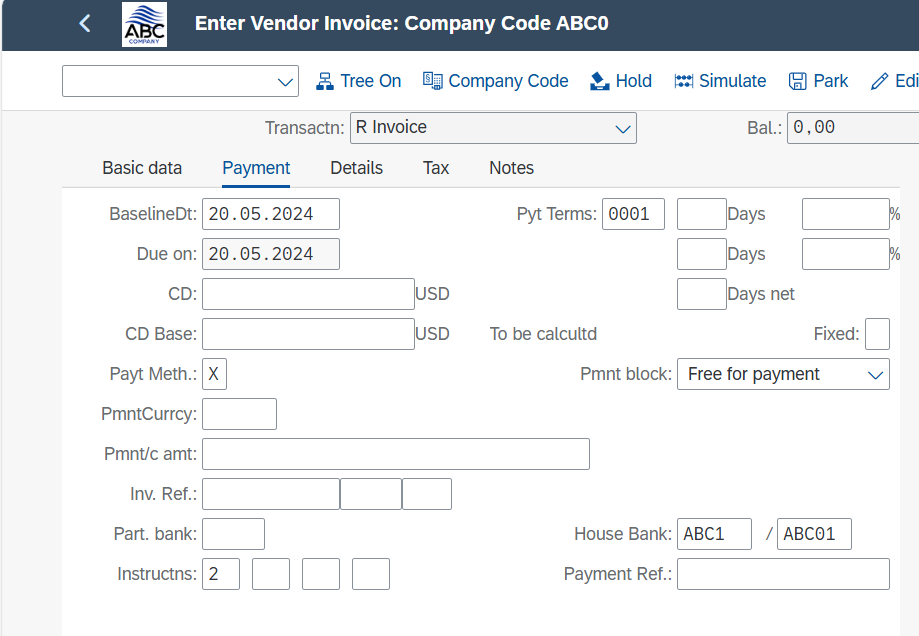 ABC
COMPANY
Enter Vendor Invoice: Company Code ABC0
Tree On Company Code Hold Simulate Park Edi
Transactn: R Invoice Bal.: 0,00
Basic data Payment Details Tax Notes
BaselineDt: 20.05.2024 Pyt Terms: 0001 Days %
Due on: 20.05.2024 Days %
CD: USD Days net
CD Base: USD To be calcultd Fixed:
Payt Meth.: X Pmnt block: Free for payment
PmntCurrcy:
Pmnt/c amt:
Inv. Ref.:
Part. bank: House Bank: ABC1 / ABC01
Instructns: 2 Payment Ref.: